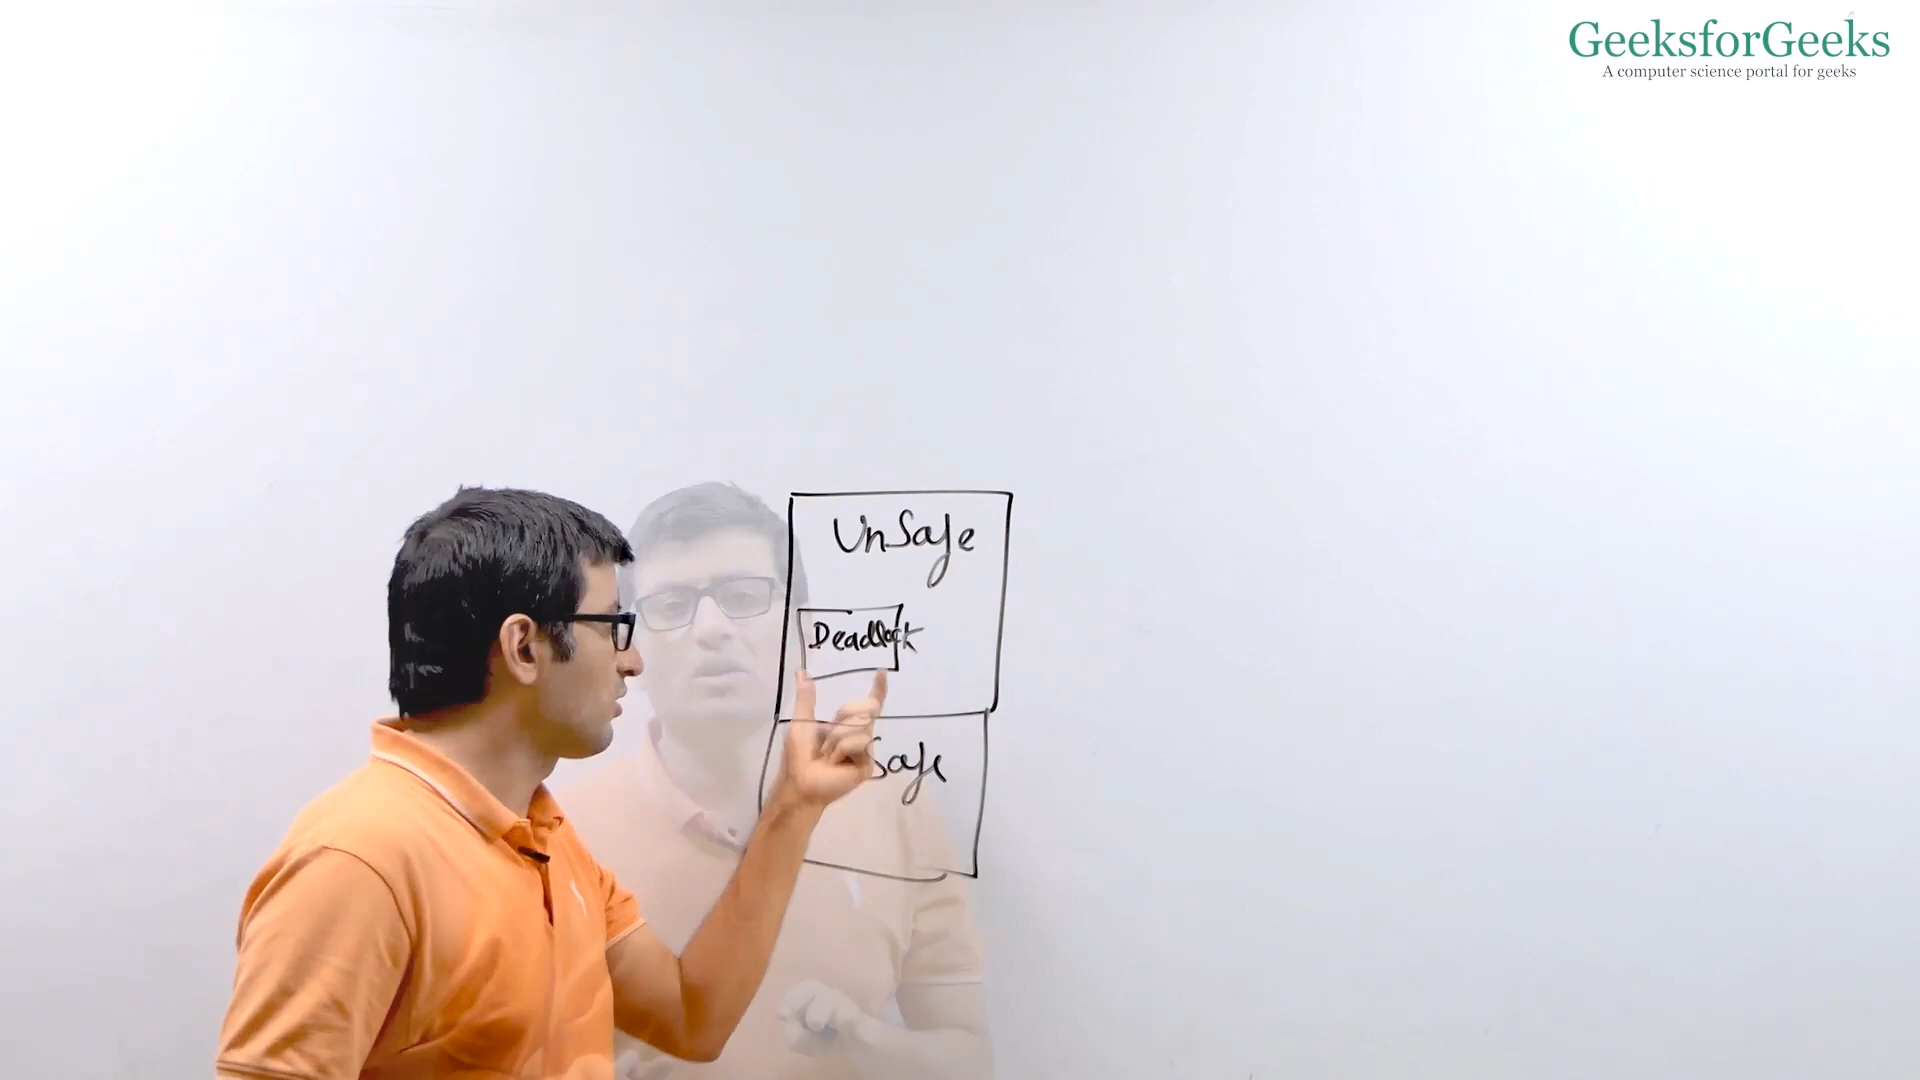 GeeksforGeeks
A computer science portal for geeks
UnSafe
Deadlock
Safe